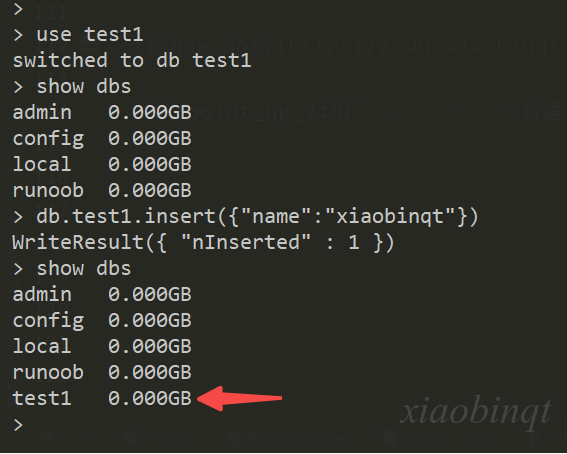 >
> use test1
switched to db test1
> show dbs
admin   0.000GB
config  0.000GB
local   0.000GB
runoob  0.000GB
> db.test1.insert({"name":"xiaobinqt"})
WriteResult({ "nInserted" : 1 })
> show dbs
admin   0.000GB
config  0.000GB
local   0.000GB
runoob  0.000GB
test1   0.000GB
xiaobinqt
>